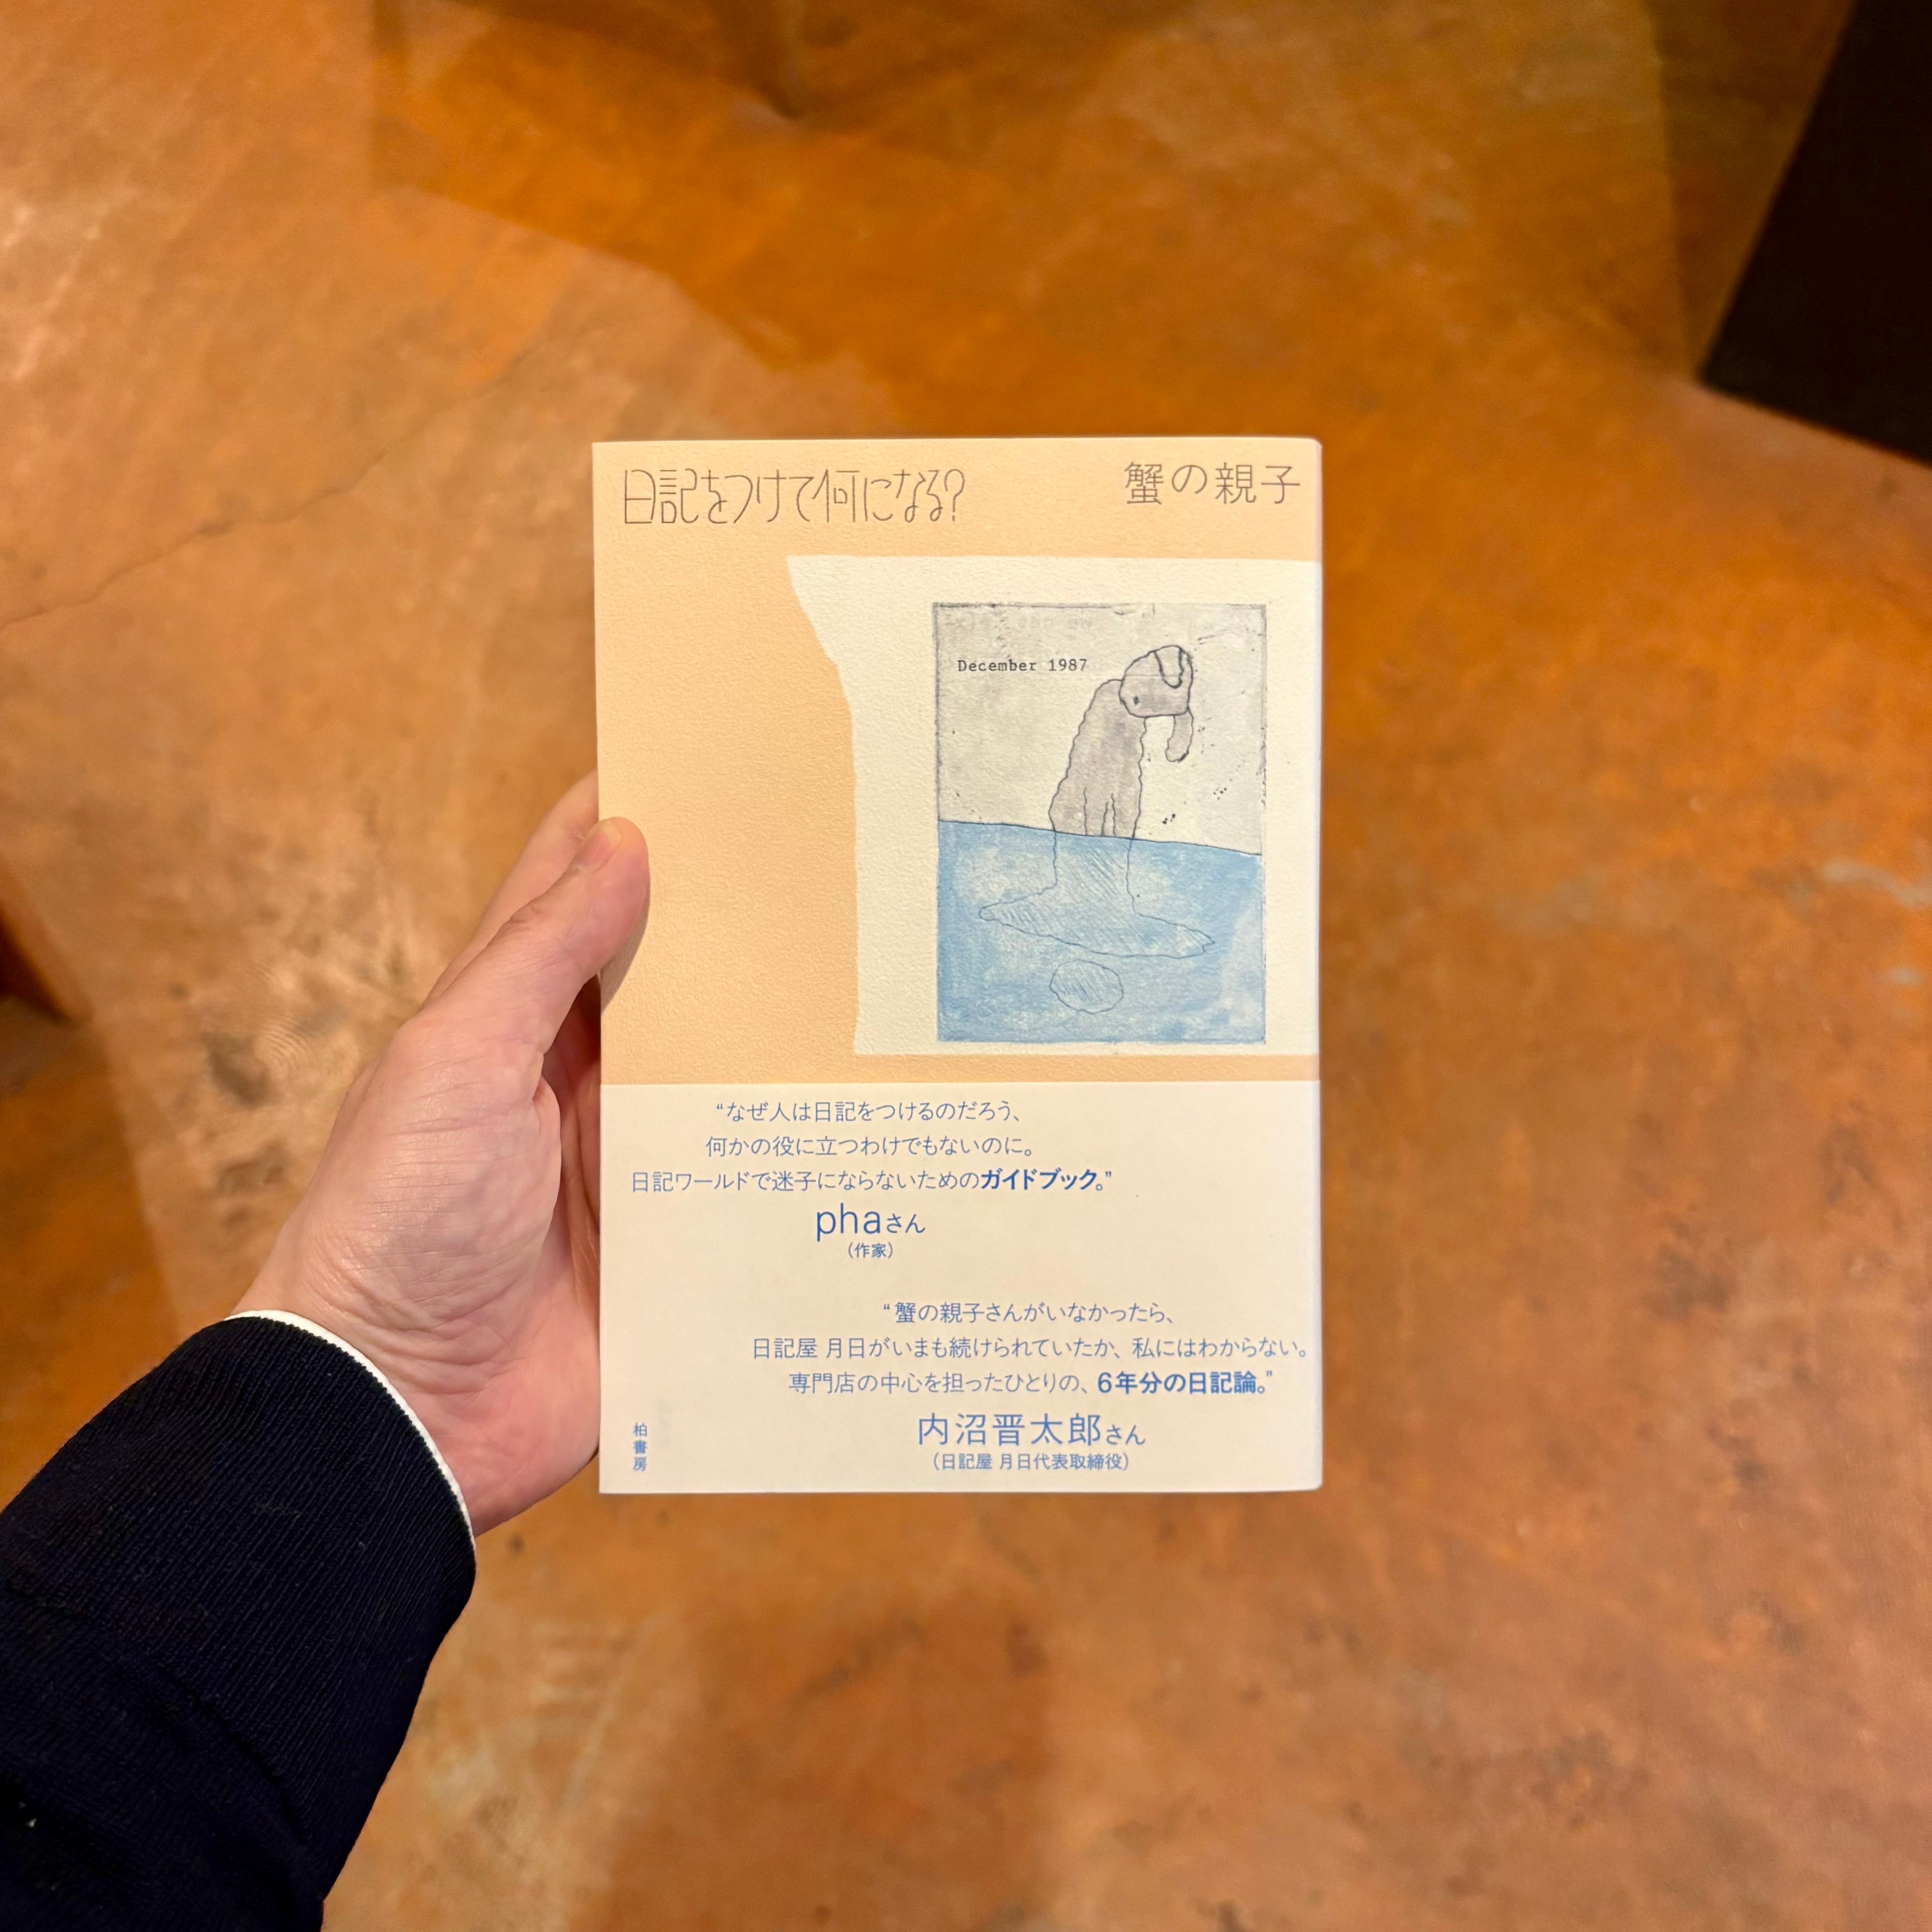 日記をつけて何になる?
蟹の親子
December 1987
“なぜ人は日記をつけるのだろう、
何かの役に立つわけでもないのに。
日記ワールドで迷子にならないためのガイドブック。”
phaさん
(作家)
“蟹の親子さんがいなかったら、
日記屋 月日がいまも続けられていたか、私にはわからない。
専門店の中心を担ったひとりの、6年分の日記論。”
内沼晋太郎さん
(日記屋 月日代表取締役)
柏書房